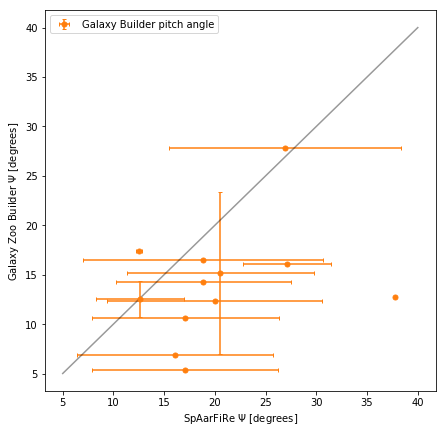 Galaxy Builder pitch angle
40
35
30
25
20
15
10
5
Galaxy Zoo Builder Ψ [degrees]
5 10 15 20 25 30 35 40
SpAarFiRe Ψ [degrees]